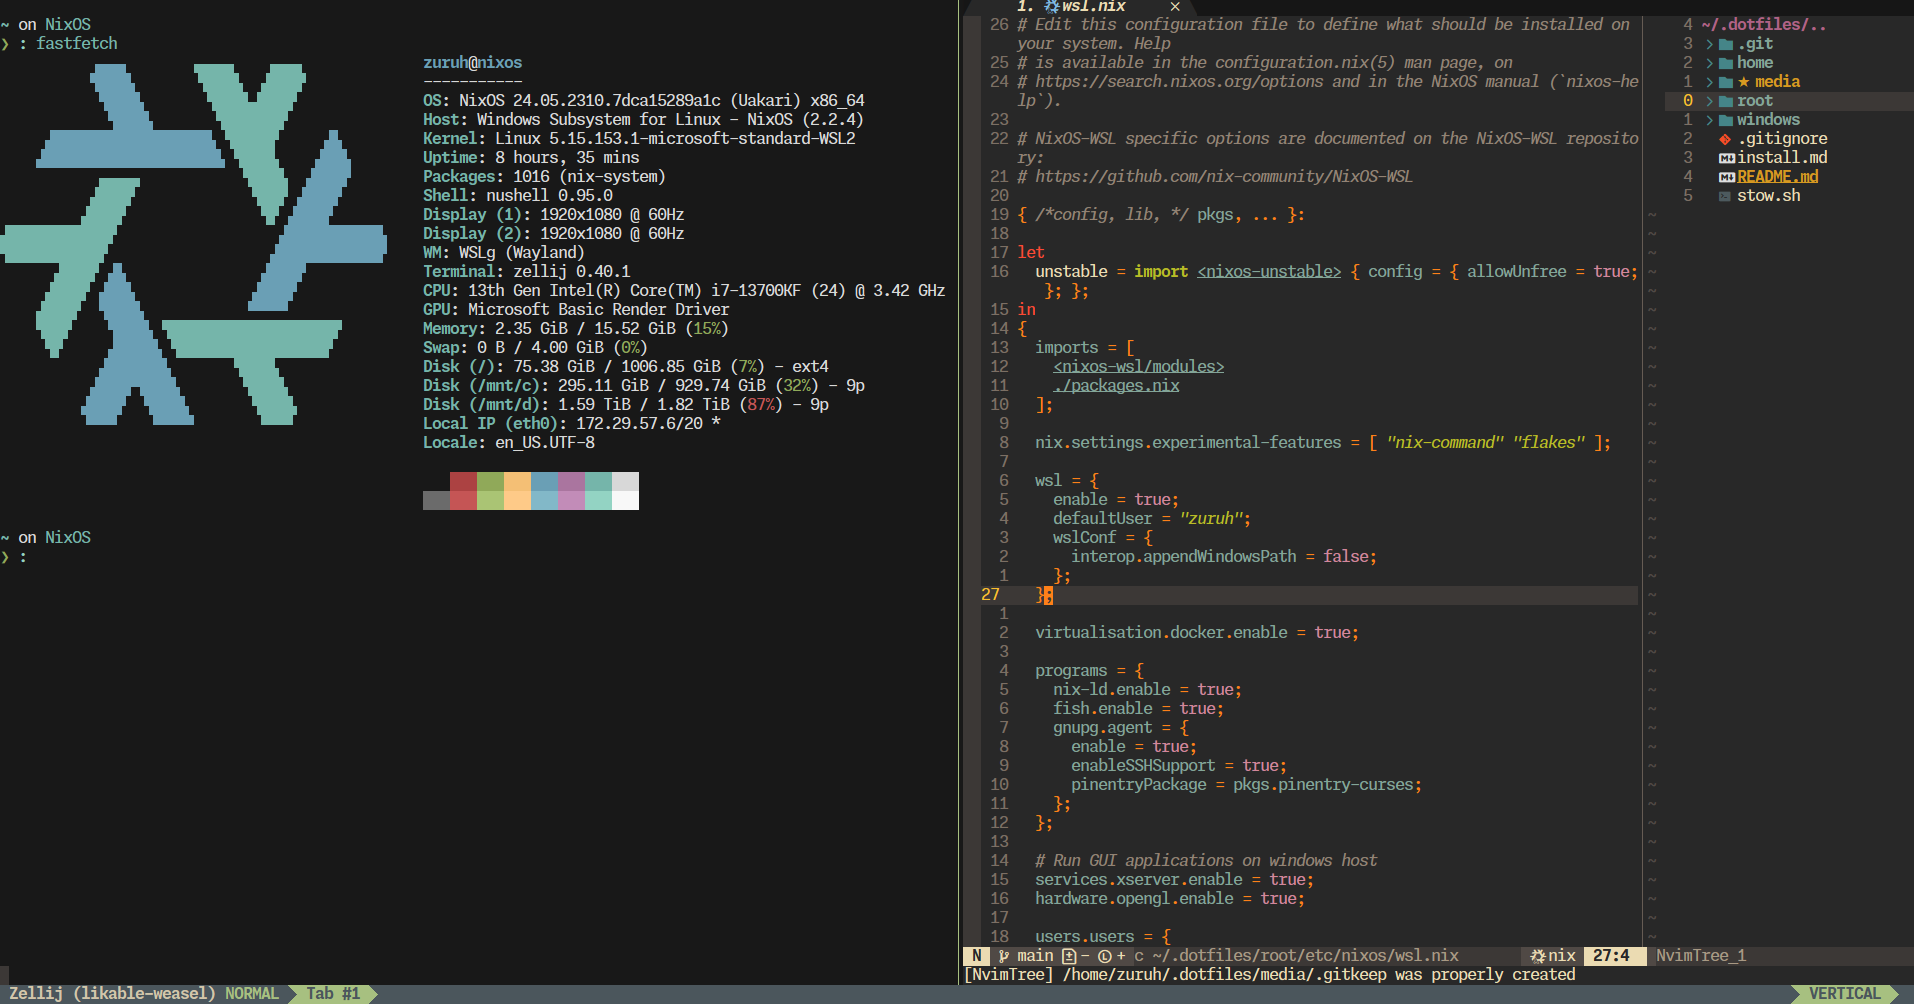 ~ on NixOS
❯ : fastfetch
zuruh@nixos
-----------
OS: NixOS 24.05.2310.7dca15289a1c (Uakari) x86_64
Host: Windows Subsystem for Linux - NixOS (2.2.4)
Kernel: Linux 5.15.153.1-microsoft-standard-WSL2
Uptime: 8 hours, 35 mins
Packages: 1016 (nix-system)
Shell: nushell 0.95.0
Display (1): 1920x1080 @ 60Hz
Display (2): 1920x1080 @ 60Hz
WM: WSLg (Wayland)
Terminal: zellij 0.40.1
CPU: 13th Gen Intel(R) Core(TM) i7-13700KF (24) @ 3.42 GHz
GPU: Microsoft Basic Render Driver
Memory: 2.35 GiB / 15.52 GiB (15%)
Swap: 0 B / 4.00 GiB (0%)
Disk (/): 75.38 GiB / 1006.85 GiB (7%) - ext4
Disk (/mnt/c): 295.11 GiB / 929.74 GiB (32%) - 9p
Disk (/mnt/d): 1.59 TiB / 1.82 TiB (87%) - 9p
Local IP (eth0): 172.29.57.6/20 *
Locale: en_US.UTF-8
~ on NixOS
❯ :
1. wsl.nix ×
26 # Edit this configuration file to define what should be installed on
your system. Help
25 # is available in the configuration.nix(5) man page, on
24 # https://search.nixos.org/options and in the NixOS manual (`nixos-he
lp`).
23
22 # NixOS-WSL specific options are documented on the NixOS-WSL reposito
ry:
21 # https://github.com/nix-community/NixOS-WSL
20
19 { /*config, lib, */ pkgs, ... }:
18
17 let
16 unstable = import <nixos-unstable> { config = { allowUnfree = true;
}; };
15 in
14 {
13 imports = [
12 <nixos-wsl/modules>
11 ./packages.nix
10 ];
9
8 nix.settings.experimental-features = [ "nix-command" "flakes" ];
7
6 wsl = {
5 enable = true;
4 defaultUser = "zuruh";
3 wslConf = {
2 interop.appendWindowsPath = false;
1 };
27 };
1
2 virtualisation.docker.enable = true;
3
4 programs = {
5 nix-ld.enable = true;
6 fish.enable = true;
7 gnupg.agent = {
8 enable = true;
9 enableSSHSupport = true;
10 pinentryPackage = pkgs.pinentry-curses;
11 };
12 };
13
14 # Run GUI applications on windows host
15 services.xserver.enable = true;
16 hardware.opengl.enable = true;
17
18 users.users = {
4 ~/.dotfiles/..
3 > .git
2 > home
1 > ★ media
0 > root
1 > windows
2 .gitignore
3 install.md
4 README.md
5 stow.sh
N main - + c ~/.dotfiles/root/etc/nixos/wsl.nix nix 27:4 NvimTree_1
[NvimTree] /home/zuruh/.dotfiles/media/.gitkeep was properly created
Zellij (likable-weasel) NORMAL Tab #1 VERTICAL